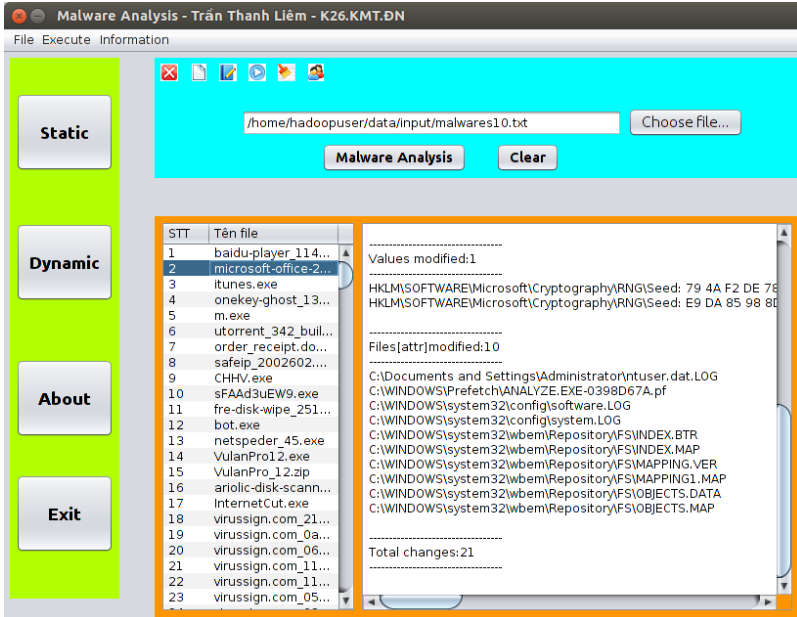 Malware Analysis - Trần Thanh Liêm - K26.KMT.ĐN
File Execute Information
Static
Dynamic
About
Exit
/home/hadoopuser/data/input/malwares10.txt
Choose file...
Malware Analysis
Clear
STT Tên file
1 baidu-player_114...
2 microsoft-office-2...
3 itunes.exe
4 onekey-ghost_13...
5 m.exe
6 utorrent_342_buil...
7 order_receipt.do...
8 safeip_2002602....
9 CHHV.exe
10 sFAAd3uEW9.exe
11 fre-disk-wipe_251...
12 bot.exe
13 netspeder_45.exe
14 VulanPro12.exe
15 VulanPro_12.zip
16 ariolic-disk-scann...
17 InternetCut.exe
18 virussign.com_21...
19 virussign.com_0a...
20 virussign.com_06...
21 virussign.com_11...
22 virussign.com_11...
23 virussign.com_05...
----------------------------------
Values modified:1
----------------------------------
HKLM\SOFTWARE\Microsoft\Cryptography\RNG\Seed: 79 4A F2 DE 78
HKLM\SOFTWARE\Microsoft\Cryptography\RNG\Seed: E9 DA 85 98 8D
----------------------------------
Files[attr]modified:10
----------------------------------
C:\Documents and Settings\Administrator\ntuser.dat.LOG
C:\WINDOWS\Prefetch\ANALYZE.EXE-0398D67A.pf
C:\WINDOWS\system32\config\software.LOG
C:\WINDOWS\system32\config\system.LOG
C:\WINDOWS\system32\wbem\Repository\FS\INDEX.BTR
C:\WINDOWS\system32\wbem\Repository\FS\INDEX.MAP
C:\WINDOWS\system32\wbem\Repository\FS\MAPPING.VER
C:\WINDOWS\system32\wbem\Repository\FS\MAPPING1.MAP
C:\WINDOWS\system32\wbem\Repository\FS\OBJECTS.DATA
C:\WINDOWS\system32\wbem\Repository\FS\OBJECTS.MAP
----------------------------------
Total changes:21
----------------------------------